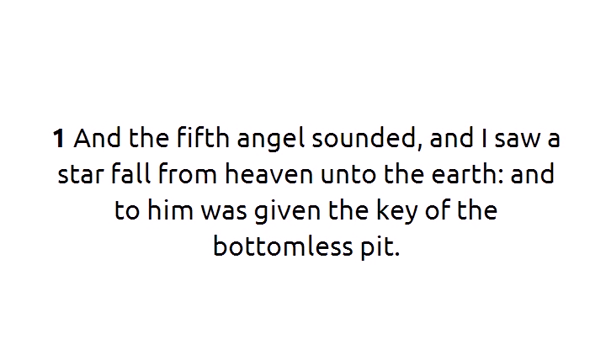 1 And the fifth angel sounded, and I saw a
star fall from heaven unto the earth: and
to him was given the key of the
bottomless pit.